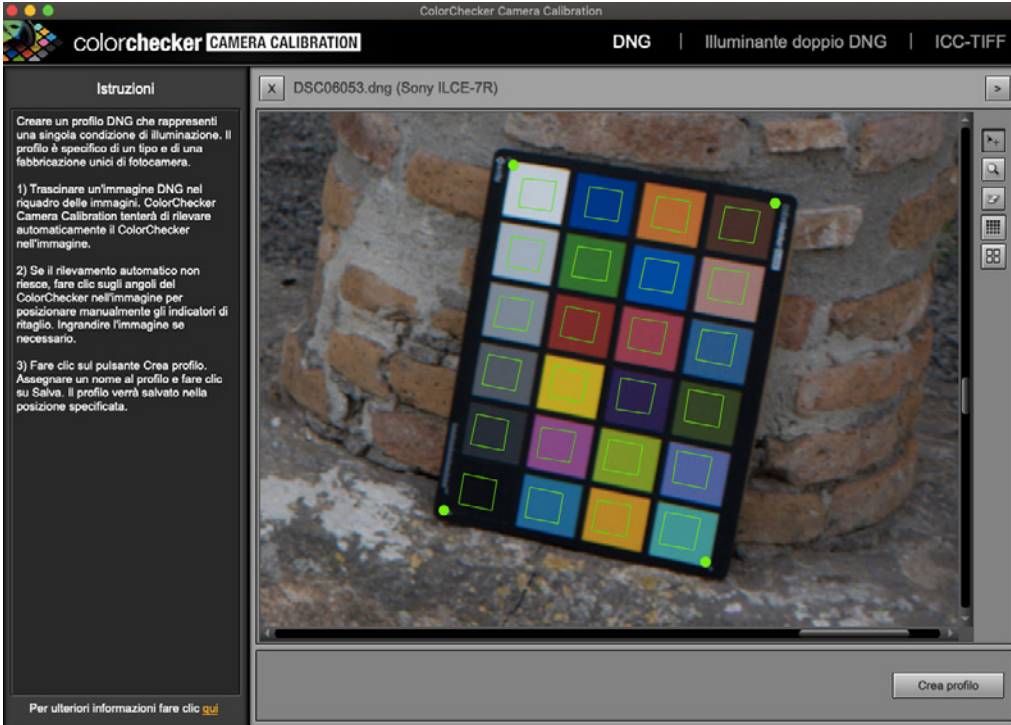 ColorChecker Camera Calibration
colorchecker CAMERA CALIBRATION
DNG | Illuminante doppio DNG | ICC-TIFF
Istruzioni
Creare un profilo DNG che rappresenti
una singola condizione di illuminazione. Il
profilo è specifico di un tipo e di una
fabbricazione unici di fotocamera.
1) Trascinare un'immagine DNG nel
riquadro delle immagini. ColorChecker
Camera Calibration tenterà di rilevare
automaticamente il ColorChecker
nell'immagine.
2) Se il rilevamento automatico non
riesce, fare clic sugli angoli del
ColorChecker nell'immagine per
posizionare manualmente gli indicatori di
ritaglio. Ingrandire l'immagine se
necessario.
3) Fare clic sul pulsante Crea profilo.
Assegnare un nome al profilo e fare clic
su Salva. Il profilo verrà salvato nella
posizione specificata.
Per ulteriori informazioni fare clic qui
X DSC06053.dng (Sony ILCE-7R) >
Crea profilo